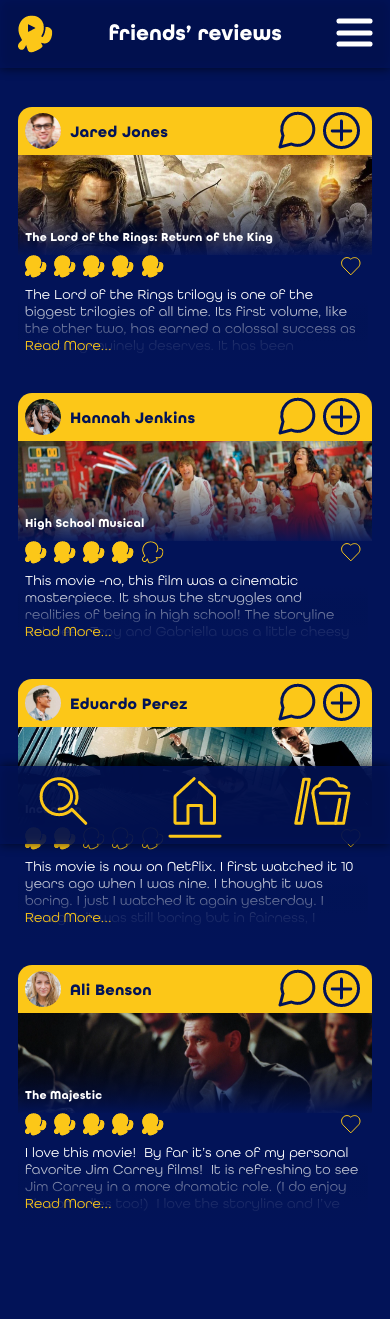 friends' reviews
Jared Jones
The Lord of the Rings: Return of the King
The Lord of the Rings trilogy is one of the
biggest trilogies of all time. Its first volume, like
the other two, has earned a colossal success as
Read More... deserves. It has been
Hannah Jenkins
High School Musical
This movie -no, this film was a cinematic
masterpiece. It shows the struggles and
realities of being in high school! The storyline
Read More... and Gabriella was a little cheesy
Eduardo Perez
This movie is now on Netflix. I first watched it 10
years ago when I was nine. I thought it was
boring. I just I watched it again yesterday. I
Read More... was still boring but in fairness, I
Ali Benson
The Majestic
I love this movie!  By far it's one of my personal
favorite Jim Carrey films!  It is refreshing to see
Jim Carrey in a more dramatic role. (I do enjoy
Read More... too!)  I love the storyline and I've